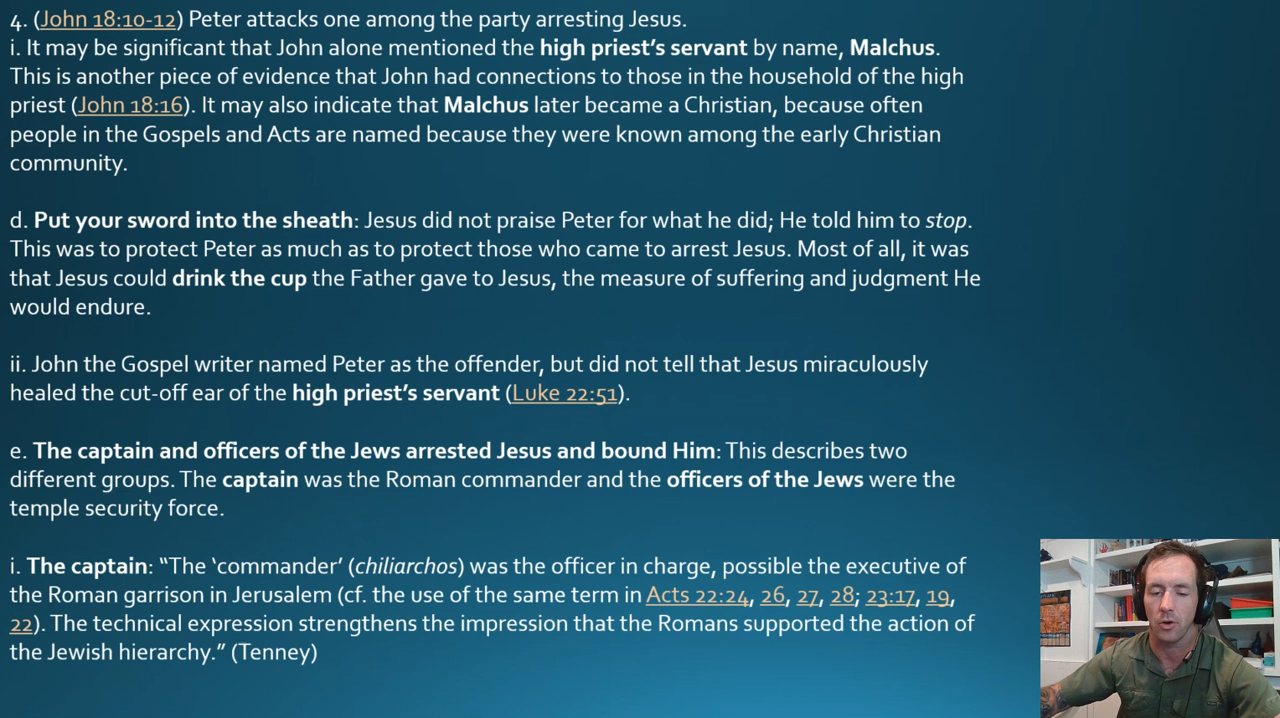 4. (John 18:10-12) Peter attacks one among the party arresting Jesus.
i. It may be significant that John alone mentioned the high priest’s servant by name, Malchus.
This is another piece of evidence that John had connections to those in the household of the high
priest (John 18:16). It may also indicate that Malchus later became a Christian, because often
people in the Gospels and Acts are named because they were known among the early Christian
community.
d. Put your sword into the sheath: Jesus did not praise Peter for what he did; He told him to stop.
This was to protect Peter as much as to protect those who came to arrest Jesus. Most of all, it was
that Jesus could drink the cup the Father gave to Jesus, the measure of suffering and judgment He
would endure.
ii. John the Gospel writer named Peter as the offender, but did not tell that Jesus miraculously
healed the cut-off ear of the high priest’s servant (Luke 22:51).
e. The captain and officers of the Jews arrested Jesus and bound Him: This describes two
different groups. The captain was the Roman commander and the officers of the Jews were the
temple security force.
i. The captain: “The ‘commander’ (chiliarchos) was the officer in charge, possible the executive of
the Roman garrison in Jerusalem (cf. the use of the same term in Acts 22:24, 26, 27, 28; 23:17, 19,
22). The technical expression strengthens the impression that the Romans supported the action of
the Jewish hierarchy.” (Tenney)